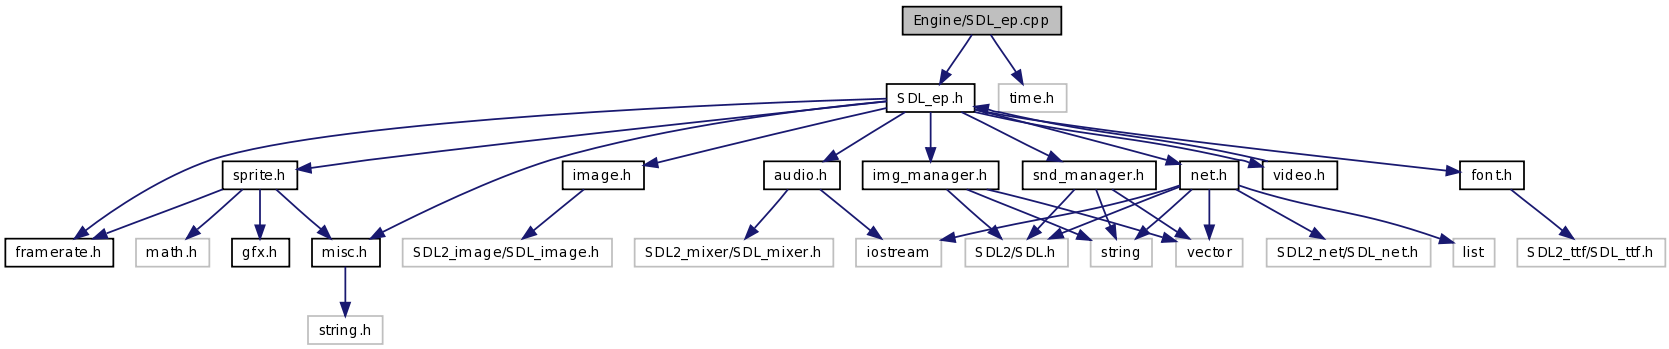 Engine/SDL_ep.cpp
SDL_ep.h
time.h
sprite.h
image.h
audio.h
img_manager.h
snd_manager.h
net.h
video.h
font.h
framerate.h
math.h
gfx.h
misc.h
SDL2_image/SDL_image.h
SDL2_mixer/SDL_mixer.h
iostream
SDL2/SDL.h
string
vector
SDL2_net/SDL_net.h
list
SDL2_ttf/SDL_ttf.h
string.h